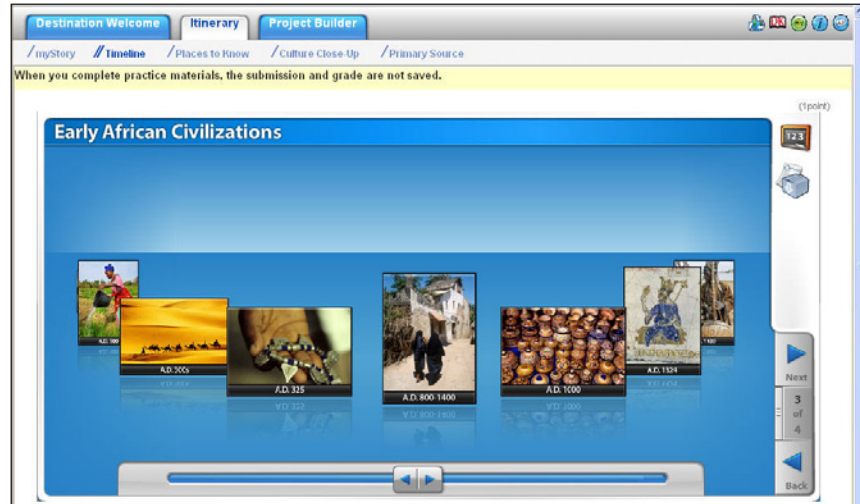 Destination Welcome
Itinerary
Project Builder
/ myStory // Timeline / Places to Know / Culture Close-Up / Primary Source
When you complete practice materials, the submission and grade are not saved.
(1point)
Early African Civilizations
123
A.D. 300s
A.D. 325
A.D. 800-1400
A.D. 1000
A.D. 1324
Next
3
of
4
Back